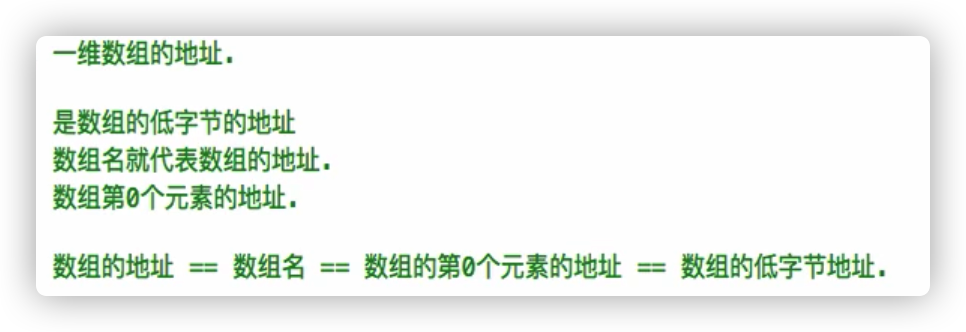 一维数组的地址.
是数组的低字节的地址
数组名就代表数组的地址.
数组第0个元素的地址.
数组的地址 == 数组名 == 数组的第0个元素的地址 == 数组的低字节地址.